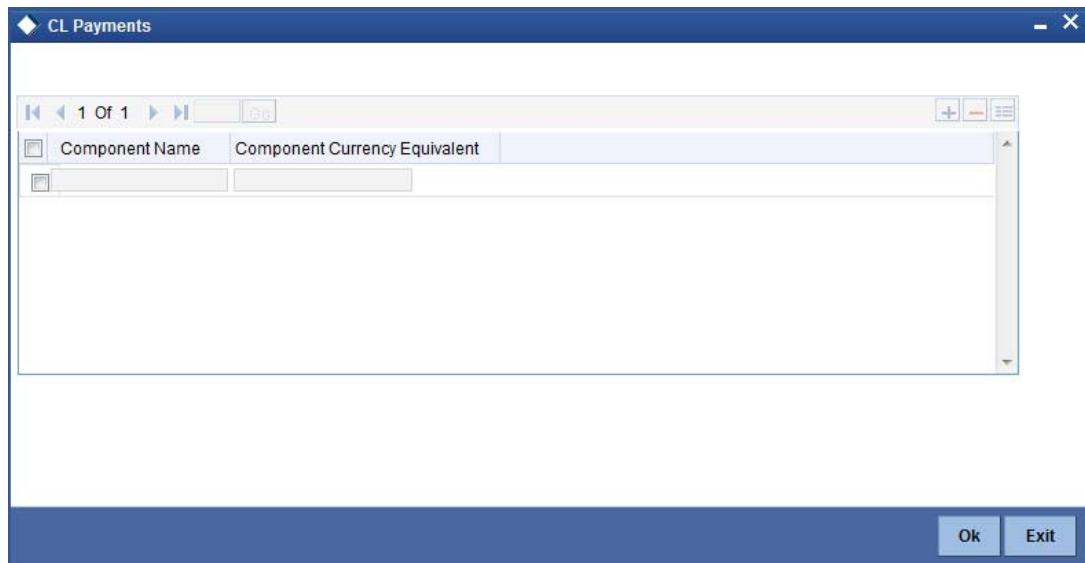 CL Payments
1 Of 1
Go
Component Name Component Currency Equivalent
Ok Exit